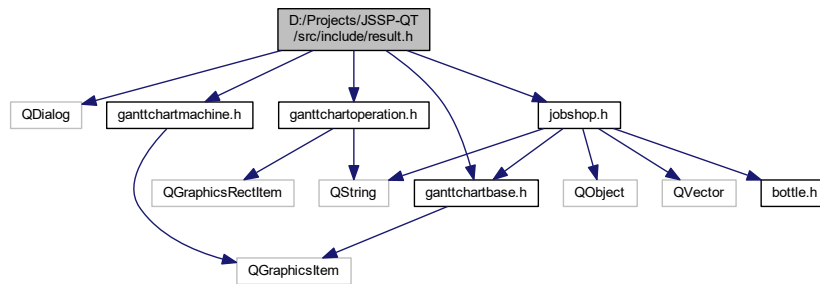 D:/Projects/JSSP-QT
/src/include/result.h
QDialog
ganttchartmachine.h
ganttchartoperation.h
jobshop.h
QGraphicsRectItem
QString
ganttchartbase.h
QObject
QVector
bottle.h
QGraphicsItem